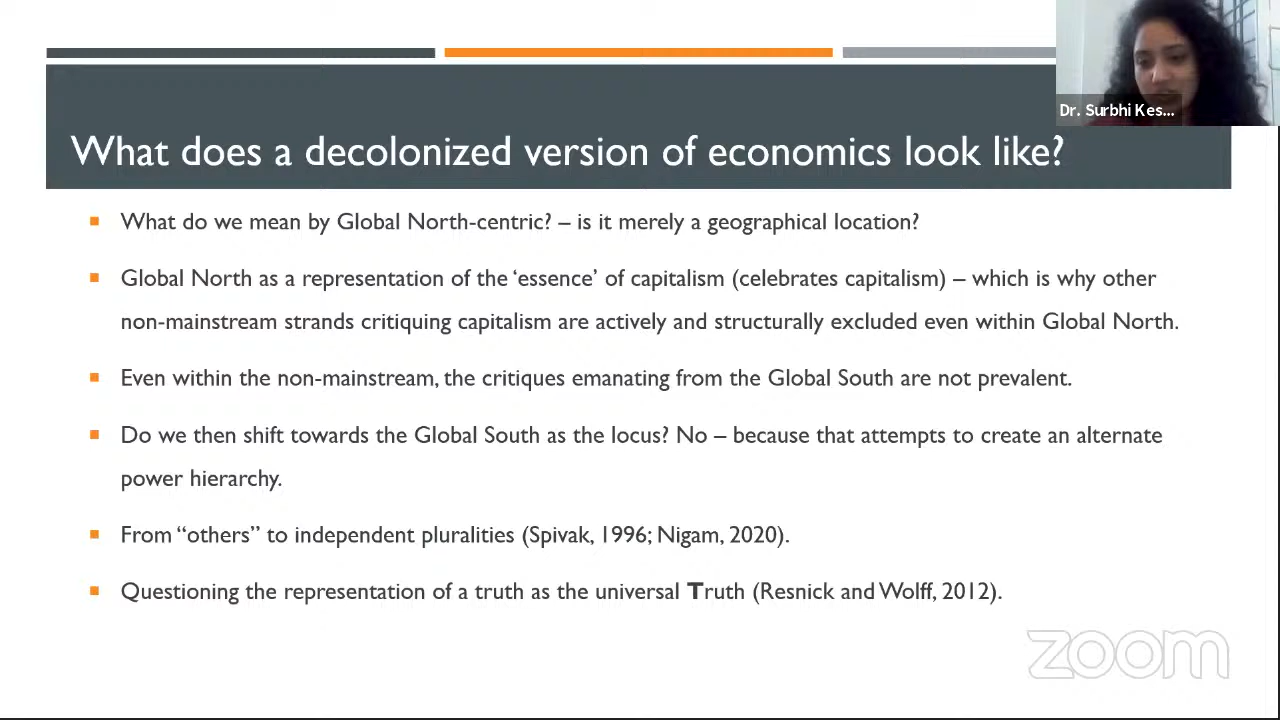 Dr. Surbhi Kes...
What does a decolonized version of economics look like?
What do we mean by Global North-centric? – is it merely a geographical location?
Global North as a representation of the ‘essence’ of capitalism (celebrates capitalism) – which is why other
non-mainstream strands critiquing capitalism are actively and structurally excluded even within Global North.
Even within the non-mainstream, the critiques emanating from the Global South are not prevalent.
Do we then shift towards the Global South as the locus? No – because that attempts to create an alternate
power hierarchy.
From “others” to independent pluralities (Spivak, 1996; Nigam, 2020).
Questioning the representation of a truth as the universal Truth (Resnick and Wolff, 2012).
zoom